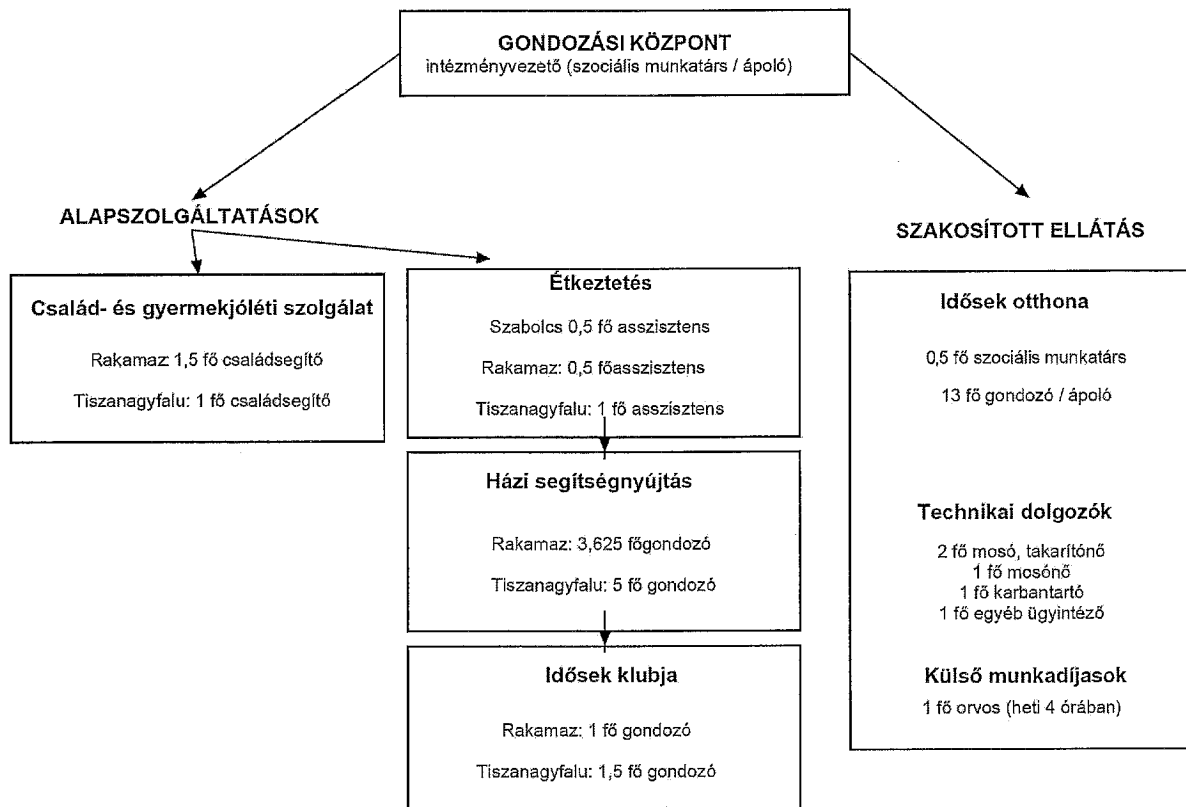 GONDOZÁSI KÖZPONT
intézményvezető (szociális munkatárs / ápoló)
ALAPSZOLGÁLTATÁSOK
Család- és gyermekjóléti szolgálat
Rakamaz: 1,5 fő családsegítő
Tiszanagyfalu: 1 fő családsegítő
Étkeztetés
Szabolcs 0,5 fő asszisztens
Rakamaz: 0,5 főasszisztens
Tiszanagyfalu: 1 fő asszisztens
Házi segítségnyújtás
Rakamaz: 3,625 főgondozó
Tiszanagyfalu: 5 fő gondozó
Idősek klubja
Rakamaz: 1 fő gondozó
Tiszanagyfalu: 1,5 fő gondozó
SZAKOSÍTOTT ELLÁTÁS
Idősek otthona
0,5 fő szociális munkatárs
13 fő gondozó / ápoló
Technikai dolgozók
2 fő mosó, takarítónő
1 fő mosónő
1 fő karbantartó
1 fő egyéb ügyintéző
Külső munkadíjasok
1 fő orvos (heti 4 órában)